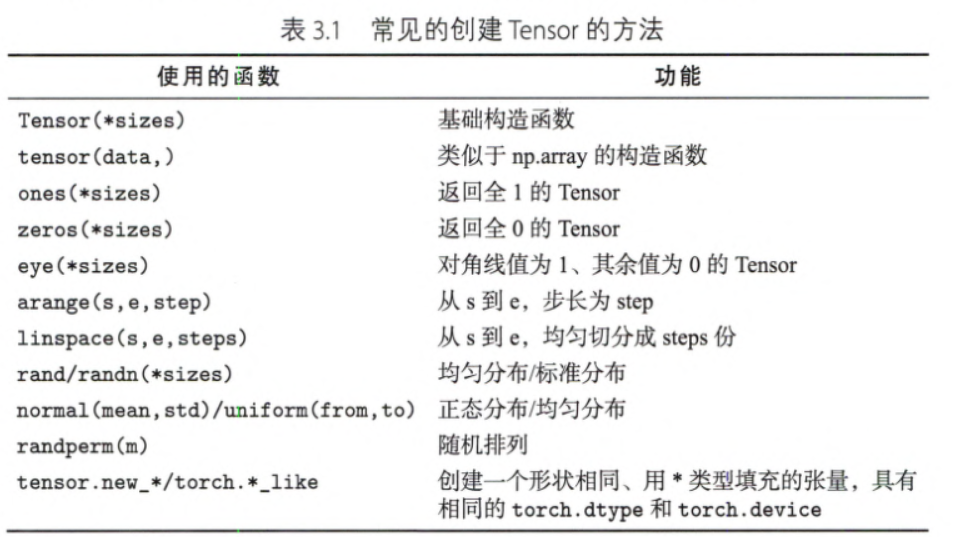 表 3.1 常见的创建 Tensor 的方法
使用的函数 功能
Tensor(*sizes) 基础构造函数
tensor(data,) 类似于 np.array 的构造函数
ones(*sizes) 返回全 1 的 Tensor
zeros(*sizes) 返回全 0 的 Tensor
eye(*sizes) 对角线值为 1、其余值为 0 的 Tensor
arange(s,e,step) 从 s 到 e，步长为 step
linspace(s,e,steps) 从 s 到 e，均匀切分成 steps 份
rand/randn(*sizes) 均匀分布/标准分布
normal(mean,std)/uniform(from,to) 正态分布/均匀分布
randperm(m) 随机排列
tensor.new_*/torch.*_like 创建一个形状相同、用 * 类型填充的张量，具有
相同的 torch.dtype 和 torch.device